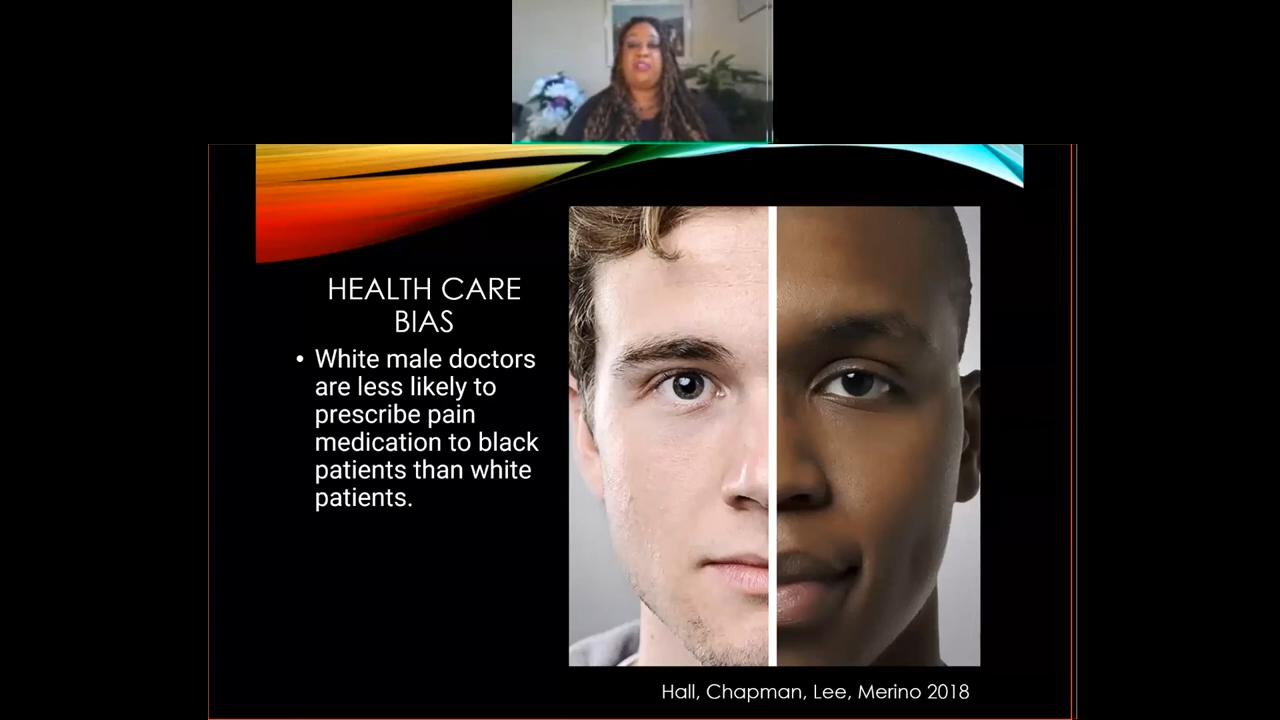 HEALTH CARE
BIAS
• White male doctors
are less likely to
prescribe pain
medication to black
patients than white
patients.
Hall, Chapman, Lee, Merino 2018